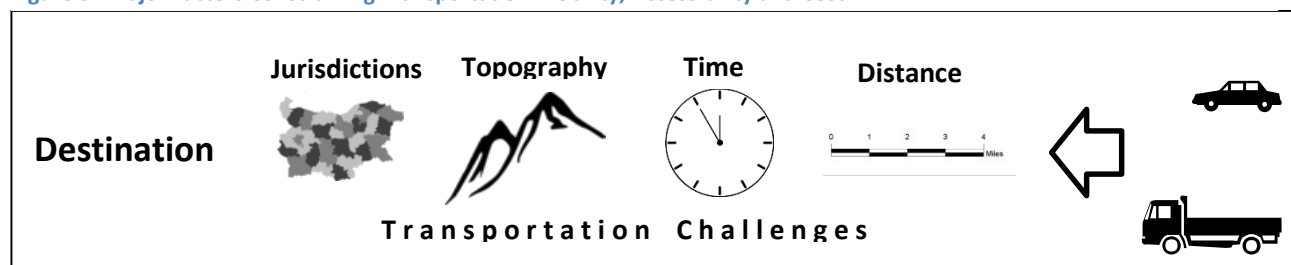 Jurisdictions Topography Time Distance
Destination
0 1 2 3 4
Miles
Transportation Challenges